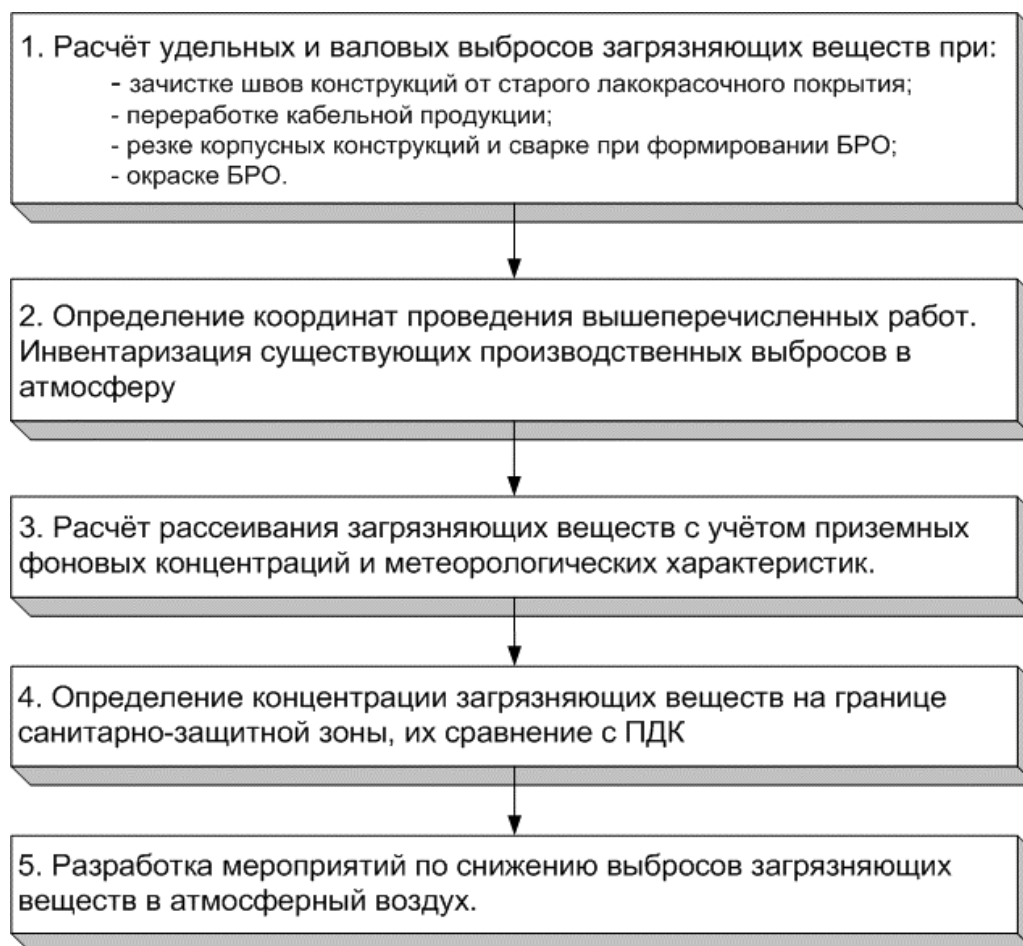 1. Расчёт удельных и валовых выбросов загрязняющих веществ при:
- зачистке швов конструкций от старого лакокрасочного покрытия;
- переработке кабельной продукции;
- резке корпусных конструкций и сварке при формировании БРО;
- окраске БРО.
2. Определение координат проведения вышеперечисленных работ.
Инвентаризация существующих производственных выбросов в
атмосферу
3. Расчёт рассеивания загрязняющих веществ с учётом приземных
фоновых концентраций и метеорологических характеристик.
4. Определение концентрации загрязняющих веществ на границе
санитарно-защитной зоны, их сравнение с ПДК
5. Разработка мероприятий по снижению выбросов загрязняющих
веществ в атмосферный воздух.